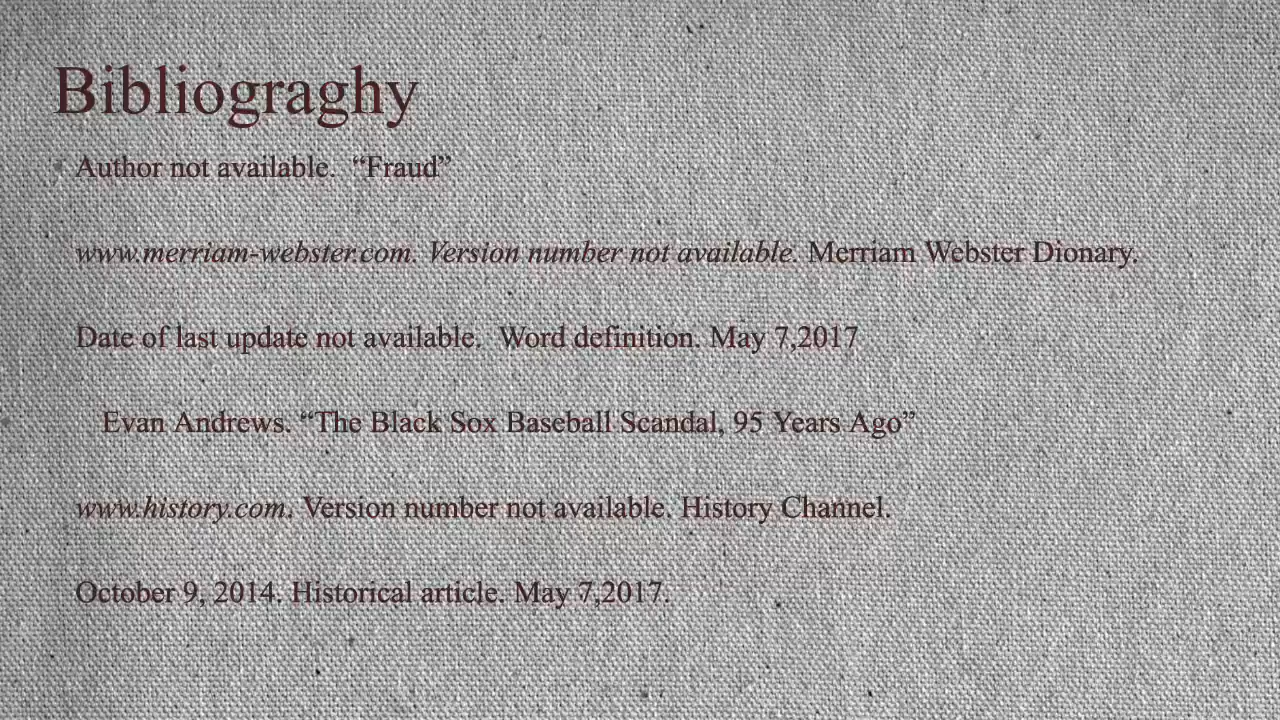 Bibliograghy
Author not available.  “Fraud”
www.merriam-webster.com. Version number not available. Merriam Webster Dionary.
Date of last update not available.  Word definition. May 7,2017
Evan Andrews. “The Black Sox Baseball Scandal, 95 Years Ago”
www.history.com. Version number not available. History Channel.
October 9, 2014. Historical article. May 7,2017.